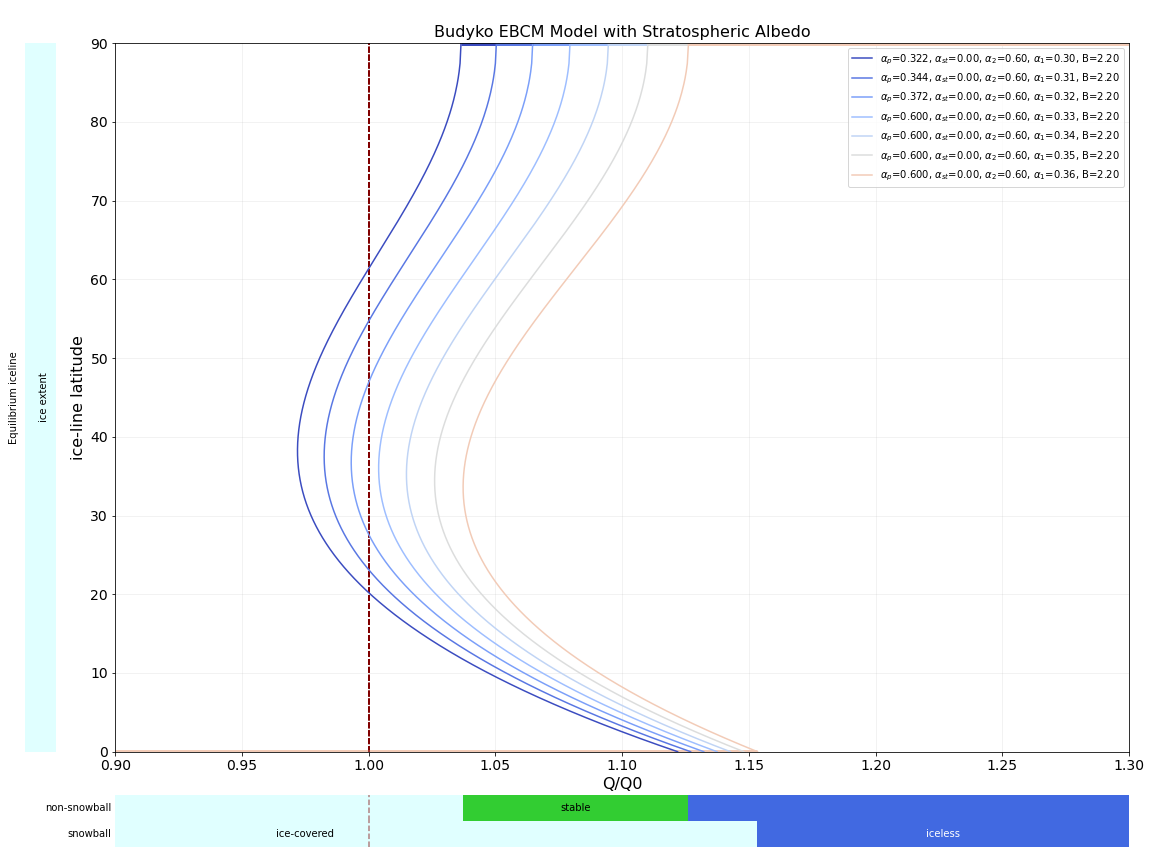 Budyko EBCM Model with Stratospheric Albedo
90
80
70
60
50
40
30
20
10
0
Equilibrium iceline
ice extent
ice-line latitude
αp=0.322, αst=0.00, α2=0.60, α1=0.30, B=2.20
αp=0.344, αst=0.00, α2=0.60, α1=0.31, B=2.20
αp=0.372, αst=0.00, α2=0.60, α1=0.32, B=2.20
αp=0.600, αst=0.00, α2=0.60, α1=0.33, B=2.20
αp=0.600, αst=0.00, α2=0.60, α1=0.34, B=2.20
αp=0.600, αst=0.00, α2=0.60, α1=0.35, B=2.20
αp=0.600, αst=0.00, α2=0.60, α1=0.36, B=2.20
0.90 0.95 1.00 1.05 1.10 1.15 1.20 1.25 1.30
Q/Q0
non-snowball stable
snowball ice-covered iceless